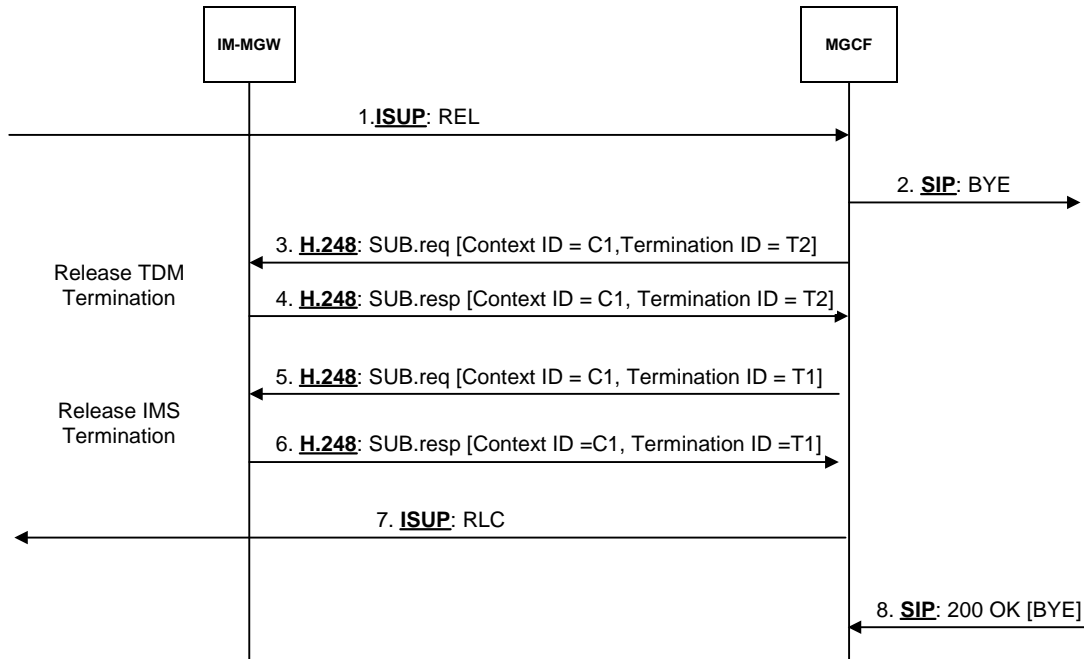 IM-MGW
MGCF
1.ISUP: REL
2. SIP: BYE
3. H.248: SUB.req [Context ID = C1,Termination ID = T2]
Release TDM
Termination
4. H.248: SUB.resp [Context ID = C1, Termination ID = T2]
5. H.248: SUB.req [Context ID = C1, Termination ID = T1]
Release IMS
Termination
6. H.248: SUB.resp [Context ID =C1, Termination ID =T1]
7. ISUP: RLC
8. SIP: 200 OK [BYE]